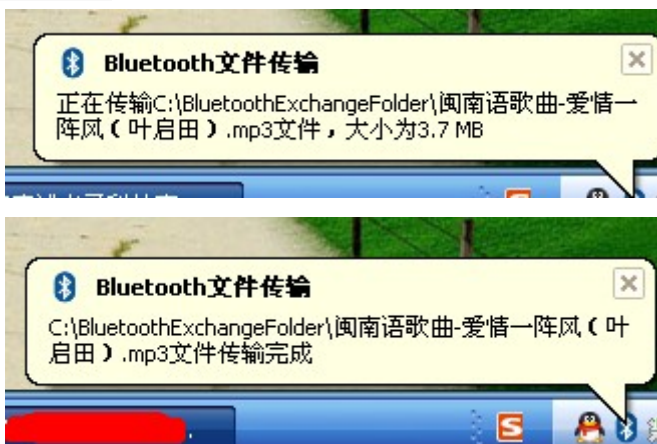 Bluetooth文件传输
正在传输C:\BluetoothExchangeFolder\闽南语歌曲-爱情一
阵风（叶启田）.mp3文件，大小为3.7 MB
Bluetooth文件传输
C:\BluetoothExchangeFolder\闽南语歌曲-爱情一阵风（叶
启田）.mp3文件传输完成